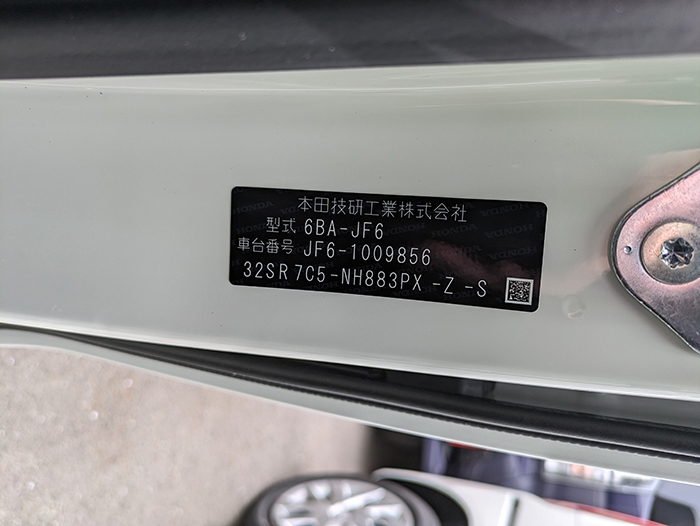 本田技研工業株式会社
型式 6BA-JF6
車台番号 JF6-1009856
32SR7C5-NH883PX-Z-S